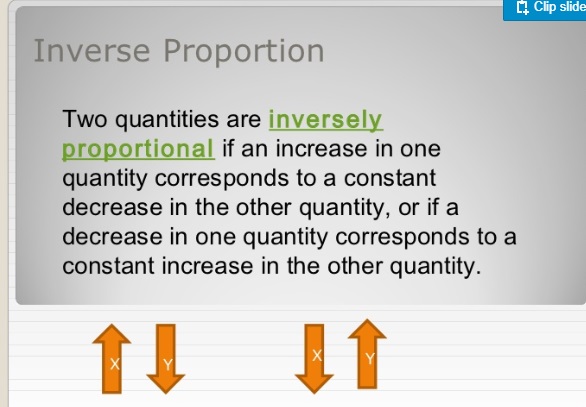 Clip slide
Inverse Proportion
Two quantities are inversely
proportional if an increase in one
quantity corresponds to a constant
decrease in the other quantity, or if a
decrease in one quantity corresponds to a
constant increase in the other quantity.
X Y X Y